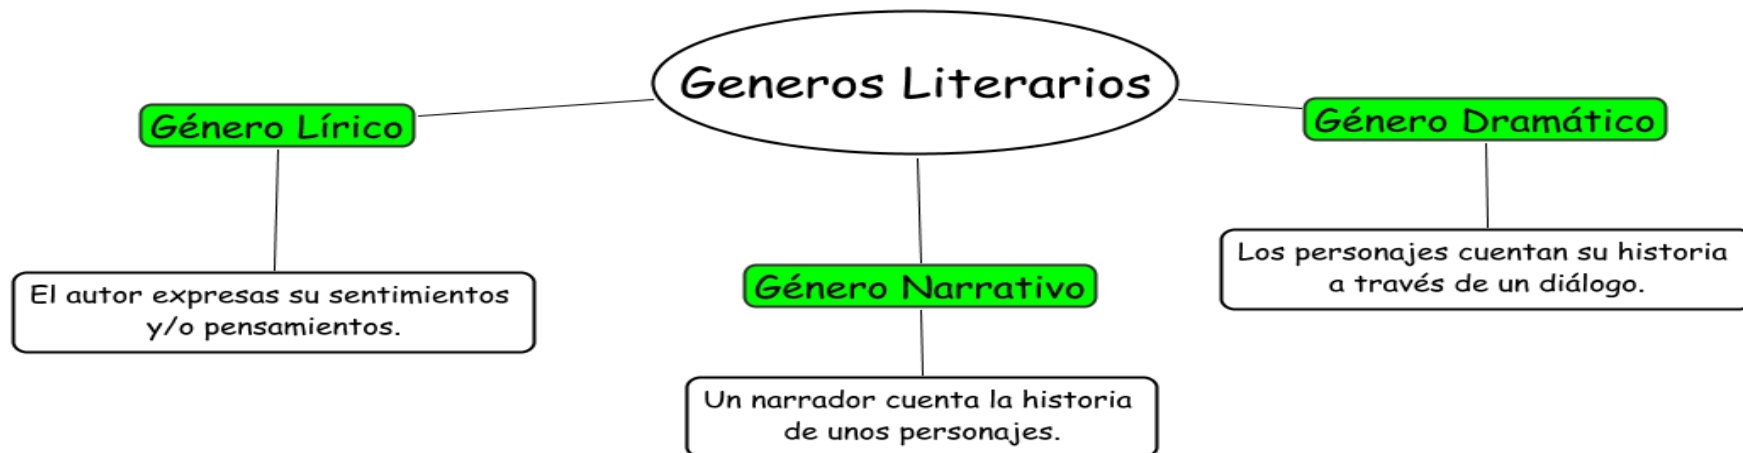 Generos Literarios
Género Lírico
El autor expresas su sentimientos
y/o pensamientos.
Género Narrativo
Un narrador cuenta la historia
de unos personajes.
Género Dramático
Los personajes cuentan su historia
a través de un diálogo.